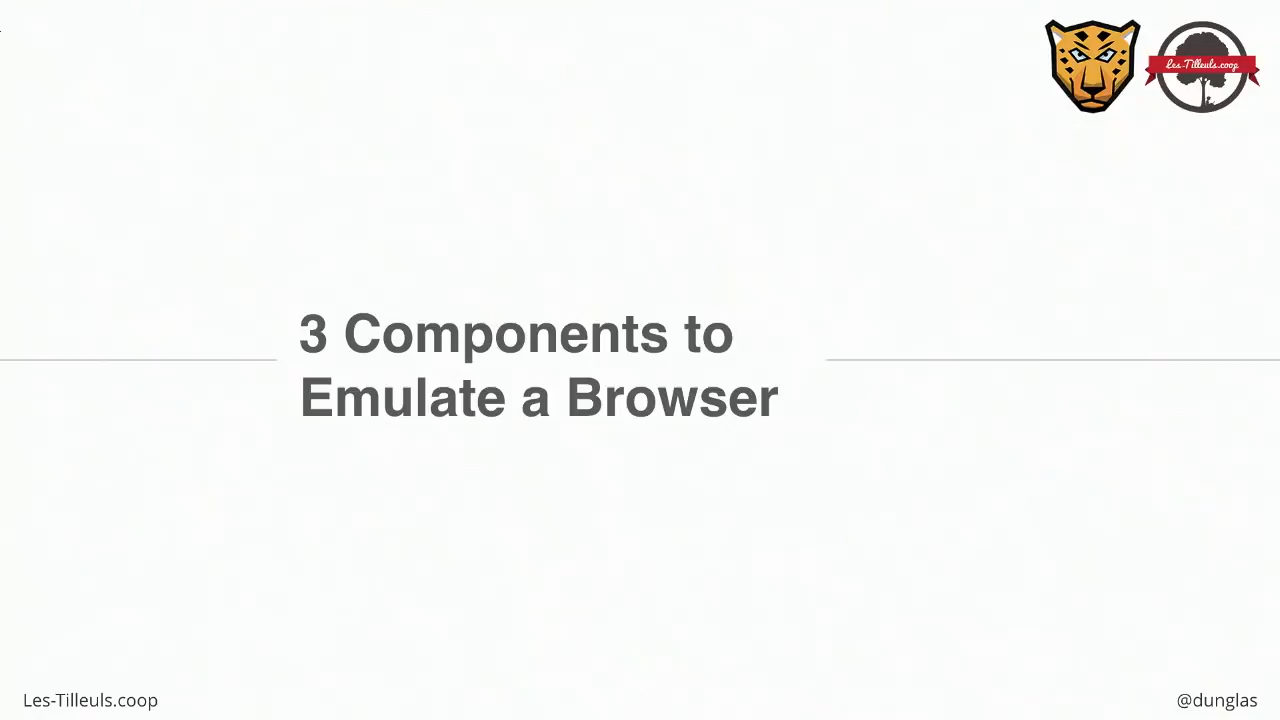 Les-Tilleuls.coop
3 Components to
Emulate a Browser
Les-Tilleuls.coop
@dunglas